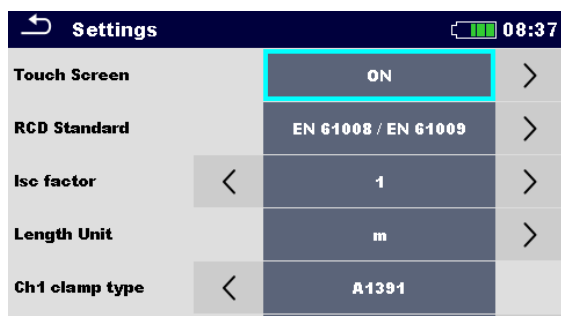 Settings 08:37
Touch Screen ON
RCD Standard EN 61008 / EN 61009
Isc factor 1
Length Unit m
Ch1 clamp type A1391